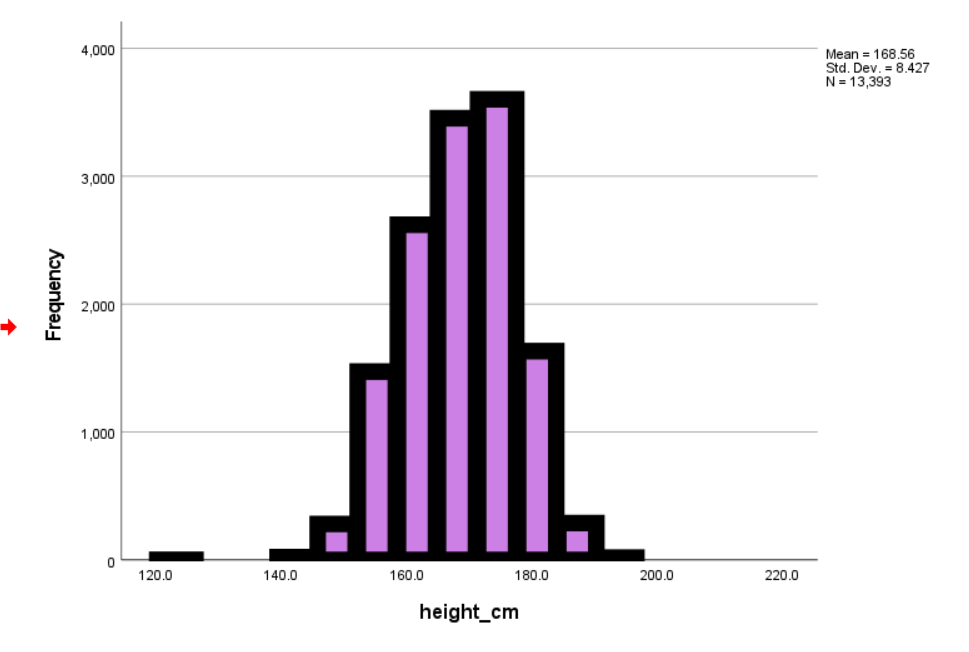 4,000
Mean = 168.56
Std. Dev. = 8.427
N = 13,393
3,000
Frequency
2,000
1,000
0
120.0 140.0 160.0 180.0 200.0 220.0
height_cm